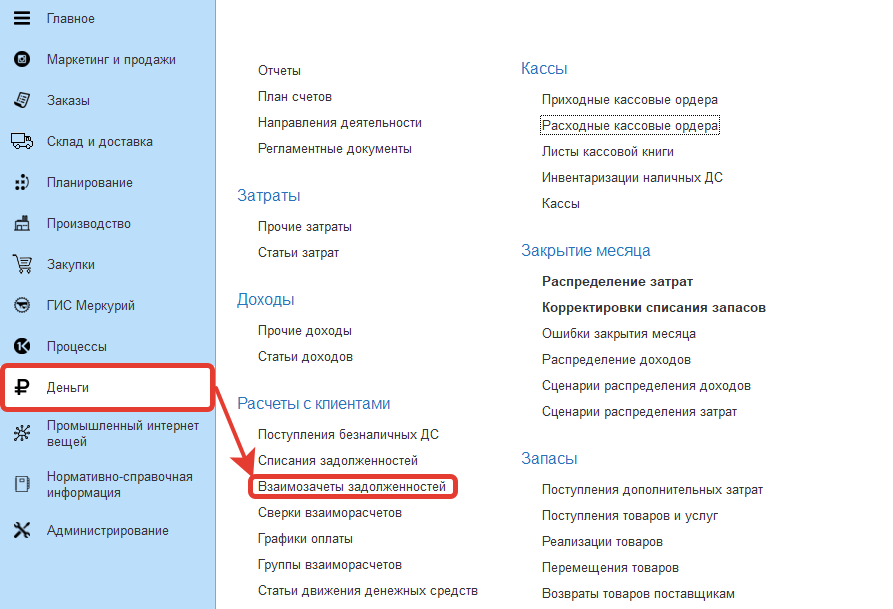 Главное
Маркетинг и продажи
Заказы
Склад и доставка
Планирование
Производство
Закупки
ГИС Меркурий
Процессы
Деньги
Промышленный интернет
вещей
Нормативно-справочная
информация
Администрирование
Отчеты
План счетов
Направления деятельности
Регламентные документы
Затраты
Прочие затраты
Статьи затрат
Доходы
Прочие доходы
Статьи доходов
Расчеты с клиентами
Поступления безналичных ДС
Списания задолженностей
Взаимозачеты задолженностей
Сверки взаиморасчетов
Графики оплаты
Группы взаиморасчетов
Статьи движения денежных средств
Кассы
Приходные кассовые ордера
Расходные кассовые ордера
Листы кассовой книги
Инвентаризации наличных ДС
Кассы
Закрытие месяца
Распределение затрат
Корректировки списания запасов
Ошибки закрытия месяца
Распределение доходов
Сценарии распределения доходов
Сценарии распределения затрат
Запасы
Поступления дополнительных затрат
Поступления товаров и услуг
Реализации товаров
Перемещения товаров
Возвраты товаров поставщикам